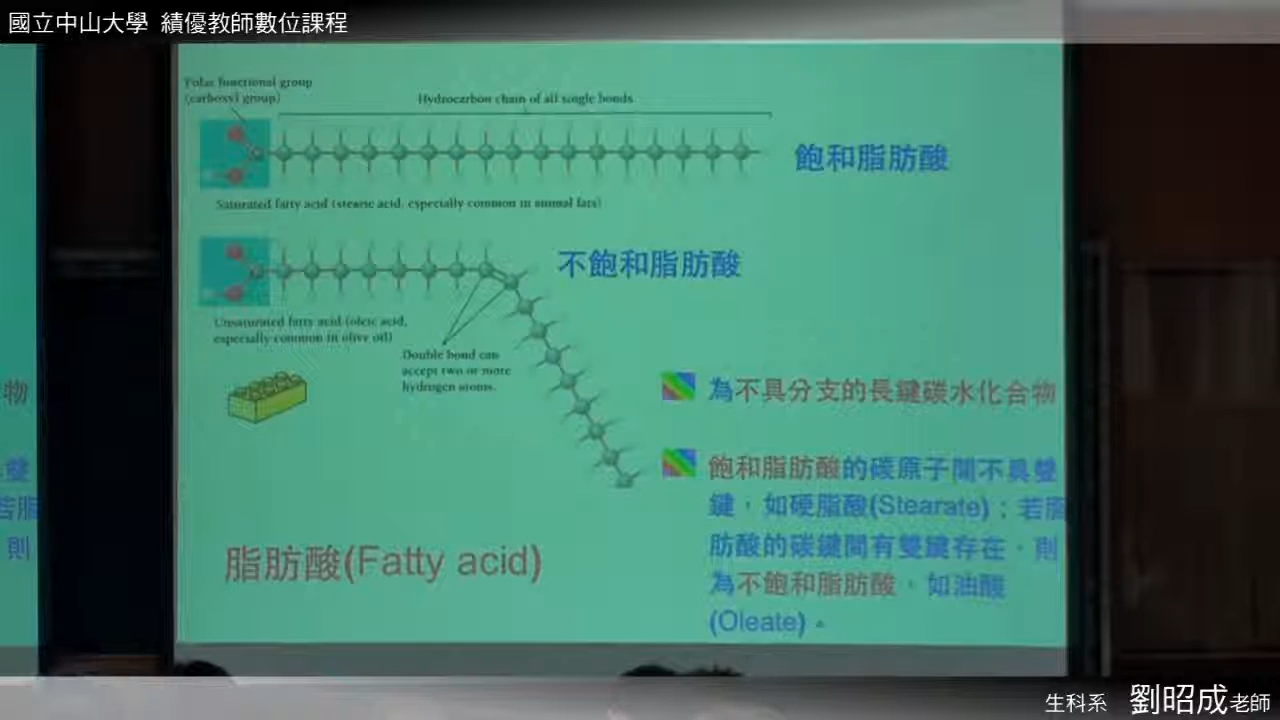 國立中山大學 績優教師數位課程
Polar functional group
(carboxyl group)
Hydrocarbon chain of all single bonds
飽和脂肪酸
Saturated fatty acid (stearic acid, especially common in animal fats)
不飽和脂肪酸
Unsaturated fatty acid (oleic acid,
especially common in olive oil)
Double bond can
accept two or more
hydrogen atoms.
物
為不具分支的長鍵碳水化合物
雙
飽和脂肪酸的碳原子間不具雙
若脂
鍵,如硬脂酸(Stearate);若脂
則
肪酸的碳鍵間有雙鍵存在,則
為不飽和脂肪酸,如油酸
(Oleate)。
脂肪酸(Fatty acid)
生科系 劉昭成老師